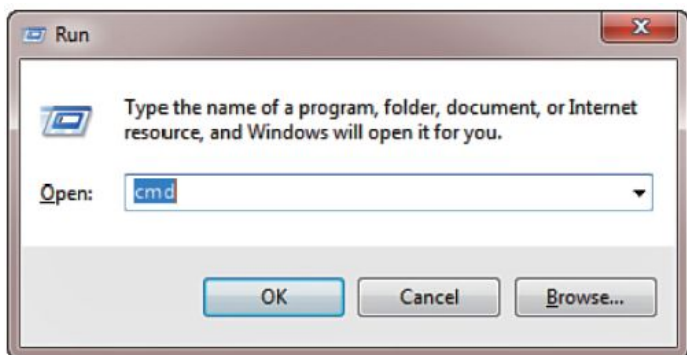 Run
Type the name of a program, folder, document, or Internet
resource, and Windows will open it for you.
Open:
cmd
OK
Cancel
Browse...